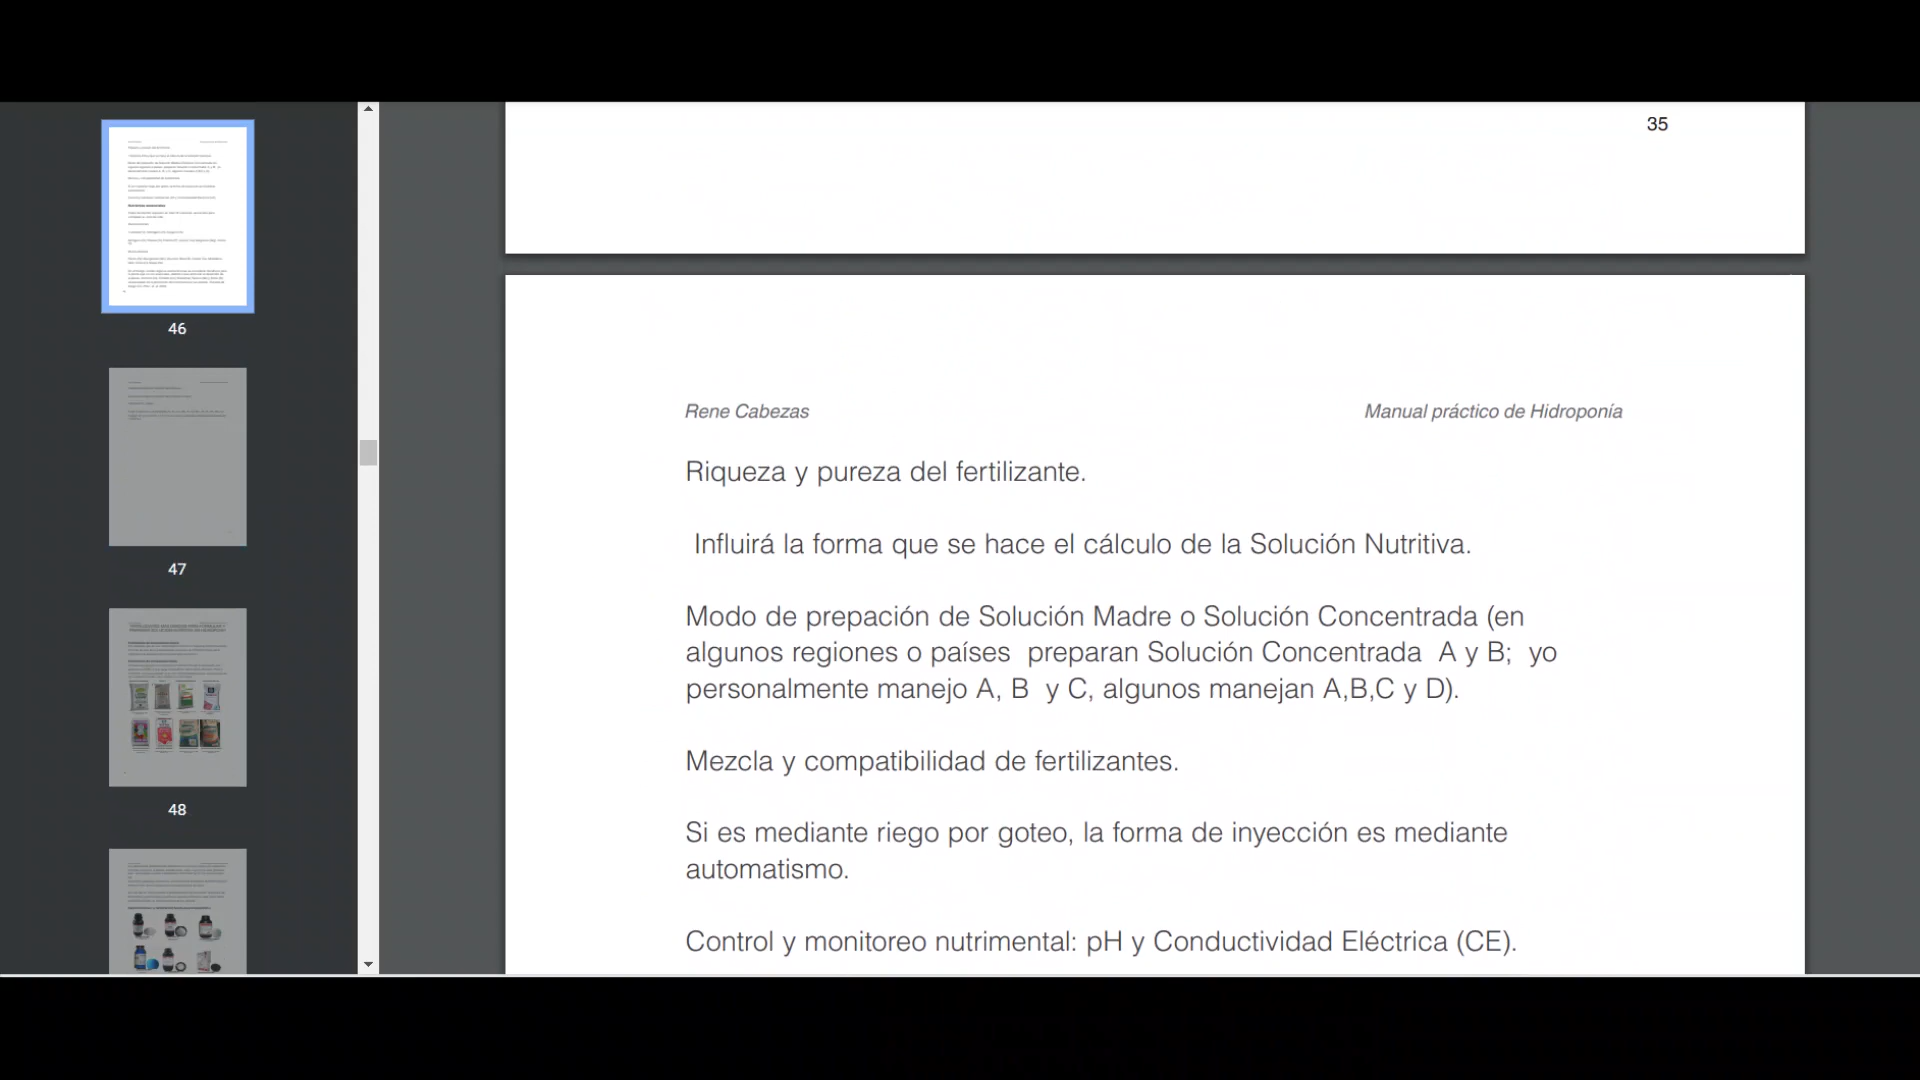 35
Rene Cabezas
Manual práctico de Hidroponía
Riqueza y pureza del fertilizante.
Influirá la forma que se hace el cálculo de la Solución Nutritiva.
Modo de prepación de Solución Madre o Solución Concentrada (en
algunos regiones o países preparan Solución Concentrada A y B; yo
personalmente manejo A, B y C, algunos manejan A,B,C y D).
Mezcla y compatibilidad de fertilizantes.
Si es mediante riego por goteo, la forma de inyección es mediante
automatismo.
Control y monitoreo nutrimental: pH y Conductividad Eléctrica (CE).
46
47
48